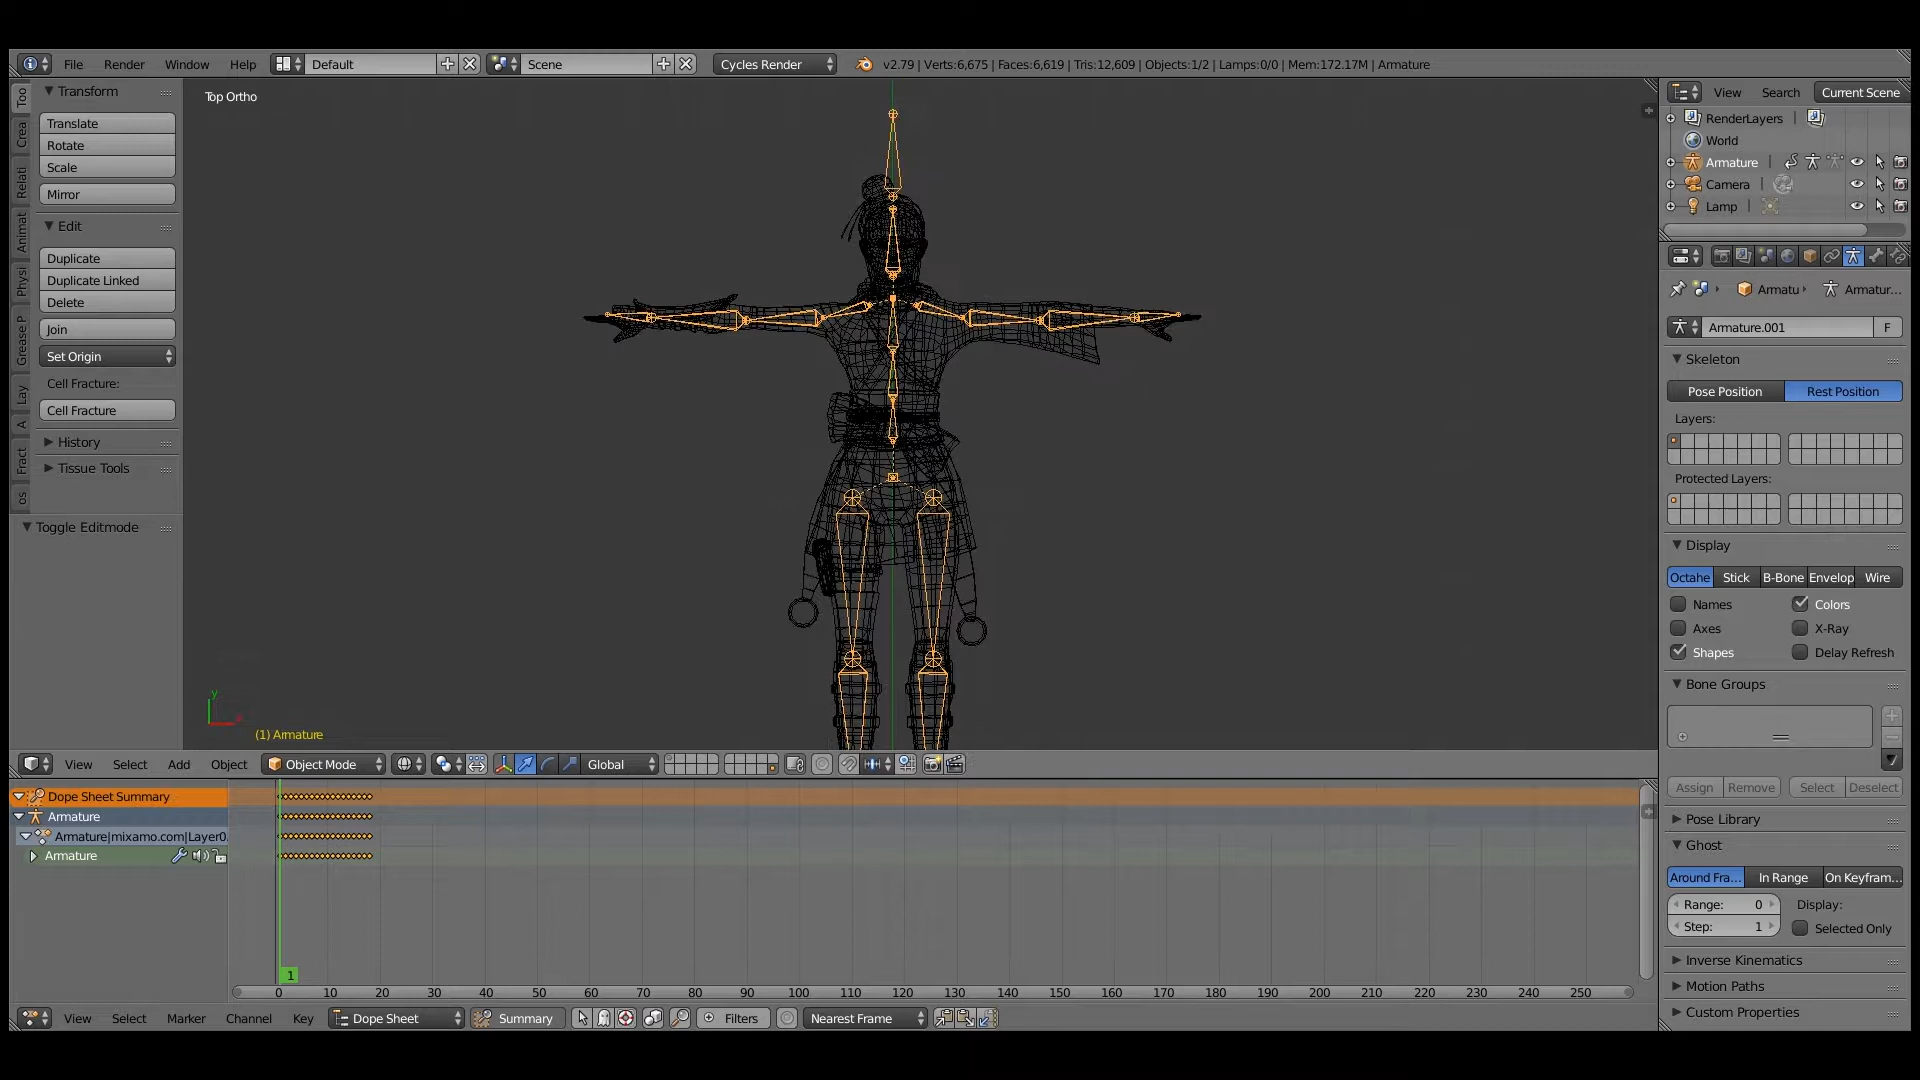 File Render Window Help Default Scene Cycles Render v2.79 | Verts:6,675 | Faces:6,619 | Tris:12,609 | Objects:1/2 | Lamps:0/0 | Mem:172.17M | Armature
Too
Crea
Relati
Animat
Physi
Grease P
Lay
A
Fract
os
Transform
Translate
Rotate
Scale
Mirror
Edit
Duplicate
Duplicate Linked
Delete
Join
Set Origin
Cell Fracture:
Cell Fracture
History
Tissue Tools
Toggle Editmode
Top Ortho
y
(1) Armature
View Select Add Object Object Mode Global
View Search Current Scene
RenderLayers |
World
Armature |
Camera |
Lamp |
Armatu Armatur...
Armature.001 F
Skeleton
Pose Position Rest Position
Layers:
Protected Layers:
Display
Octahe Stick B-Bone Envelop Wire
Names Colors
Axes X-Ray
Shapes Delay Refresh
Bone Groups
Assign Remove Select Deselect
Pose Library
Ghost
Around Fra... In Range On Keyfram...
Range: 0 Display:
Step: 1 Selected Only
Inverse Kinematics
Motion Paths
Custom Properties
Dope Sheet Summary
Armature
Armature|mixamo.com|Layer0
Armature
1
0 10 20 30 40 50 60 70 80 90 100 110 120 130 140 150 160 170 180 190 200 210 220 230 240 250
View Select Marker Channel Key Dope Sheet Summary Filters Nearest Frame